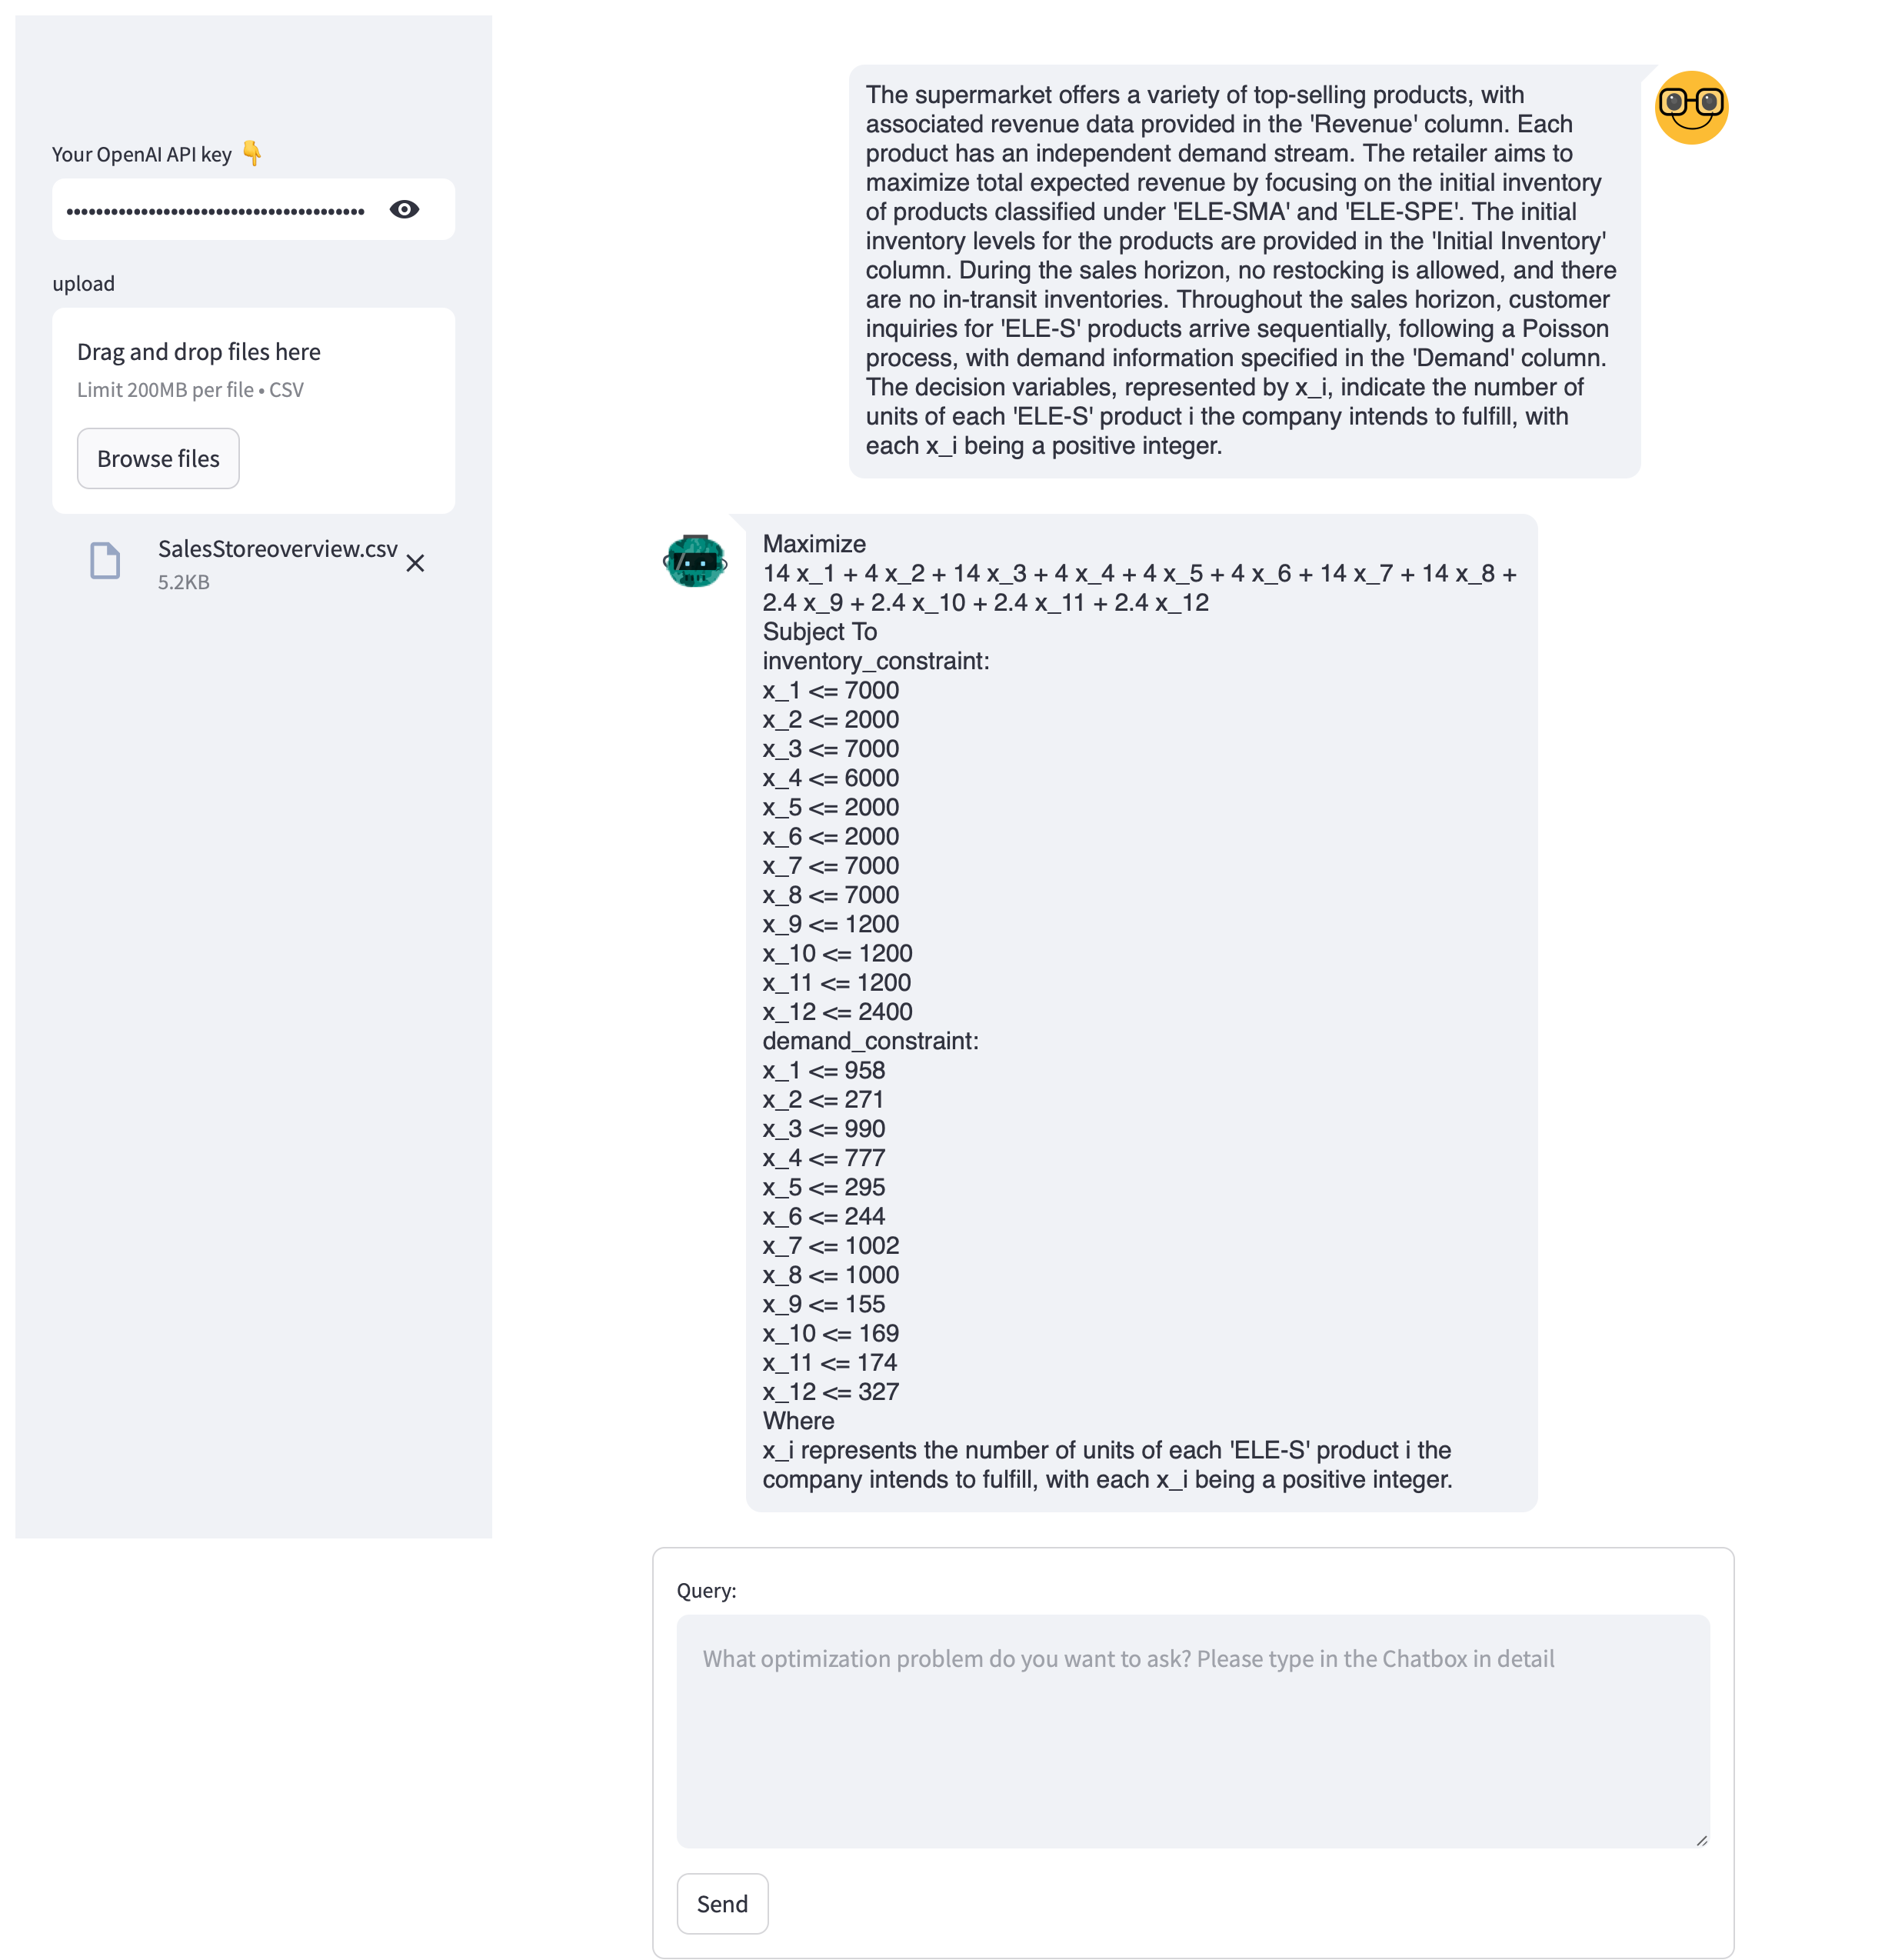 Your OpenAI API key 👇
••••••••••••••••••••••••••••••••••••••••
upload
Drag and drop files here
Limit 200MB per file • CSV
Browse files
SalesStoreoverview.csv
5.2KB
The supermarket offers a variety of top-selling products, with
associated revenue data provided in the 'Revenue' column. Each
product has an independent demand stream. The retailer aims to
maximize total expected revenue by focusing on the initial inventory
of products classified under 'ELE-SMA' and 'ELE-SPE'. The initial
inventory levels for the products are provided in the 'Initial Inventory'
column. During the sales horizon, no restocking is allowed, and there
are no in-transit inventories. Throughout the sales horizon, customer
inquiries for 'ELE-S' products arrive sequentially, following a Poisson
process, with demand information specified in the 'Demand' column.
The decision variables, represented by x_i, indicate the number of
units of each 'ELE-S' product i the company intends to fulfill, with
each x_i being a positive integer.
Maximize
14 x_1 + 4 x_2 + 14 x_3 + 4 x_4 + 4 x_5 + 4 x_6 + 14 x_7 + 14 x_8 +
2.4 x_9 + 2.4 x_10 + 2.4 x_11 + 2.4 x_12
Subject To
inventory_constraint:
x_1 <= 7000
x_2 <= 2000
x_3 <= 7000
x_4 <= 6000
x_5 <= 2000
x_6 <= 2000
x_7 <= 7000
x_8 <= 7000
x_9 <= 1200
x_10 <= 1200
x_11 <= 1200
x_12 <= 2400
demand_constraint:
x_1 <= 958
x_2 <= 271
x_3 <= 990
x_4 <= 777
x_5 <= 295
x_6 <= 244
x_7 <= 1002
x_8 <= 1000
x_9 <= 155
x_10 <= 169
x_11 <= 174
x_12 <= 327
Where
x_i represents the number of units of each 'ELE-S' product i the
company intends to fulfill, with each x_i being a positive integer.
Query:
What optimization problem do you want to ask? Please type in the Chatbox in detail
Send